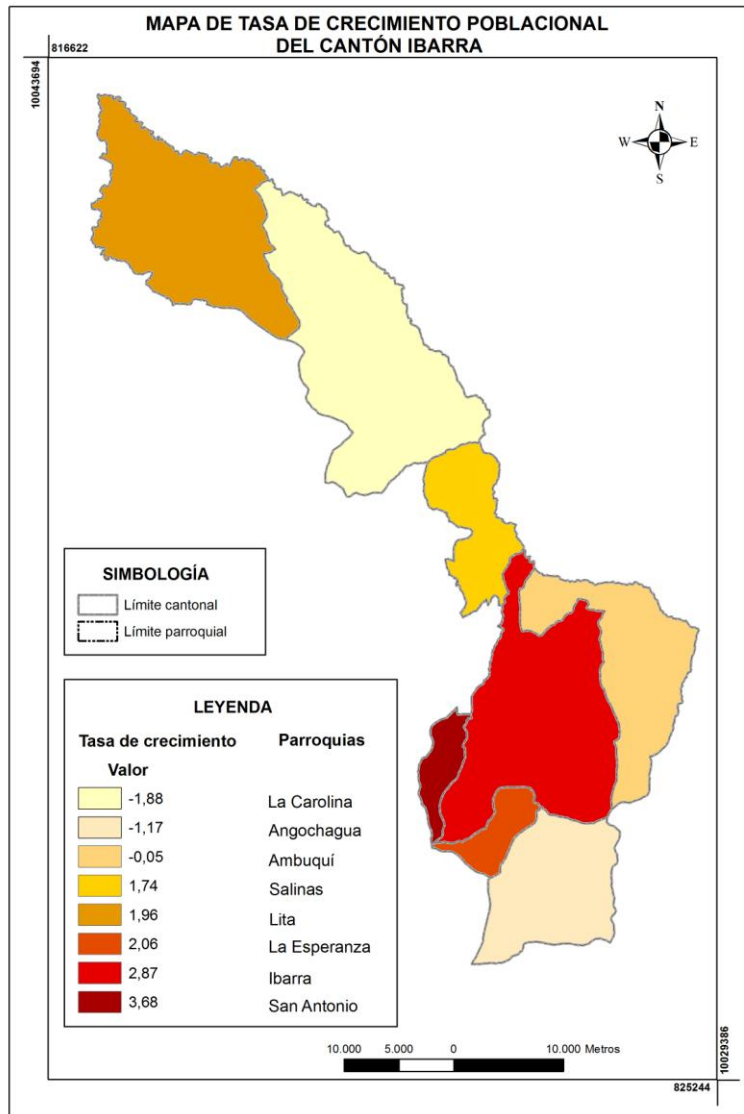 MAPA DE TASA DE CRECIMIENTO POBLACIONAL
DEL CANTÓN IBARRA
816622
10043694
N
W E
S
SIMBOLOGÍA
Límite cantonal
Límite parroquial
LEYENDA
Tasa de crecimiento Parroquias
Valor
-1,88 La Carolina
-1,17 Angochagua
-0,05 Ambuquí
1,74 Salinas
1,96 Lita
2,06 La Esperanza
2,87 Ibarra
3,68 San Antonio
10.000 5.000 0 10.000 Metros
10029386
825244